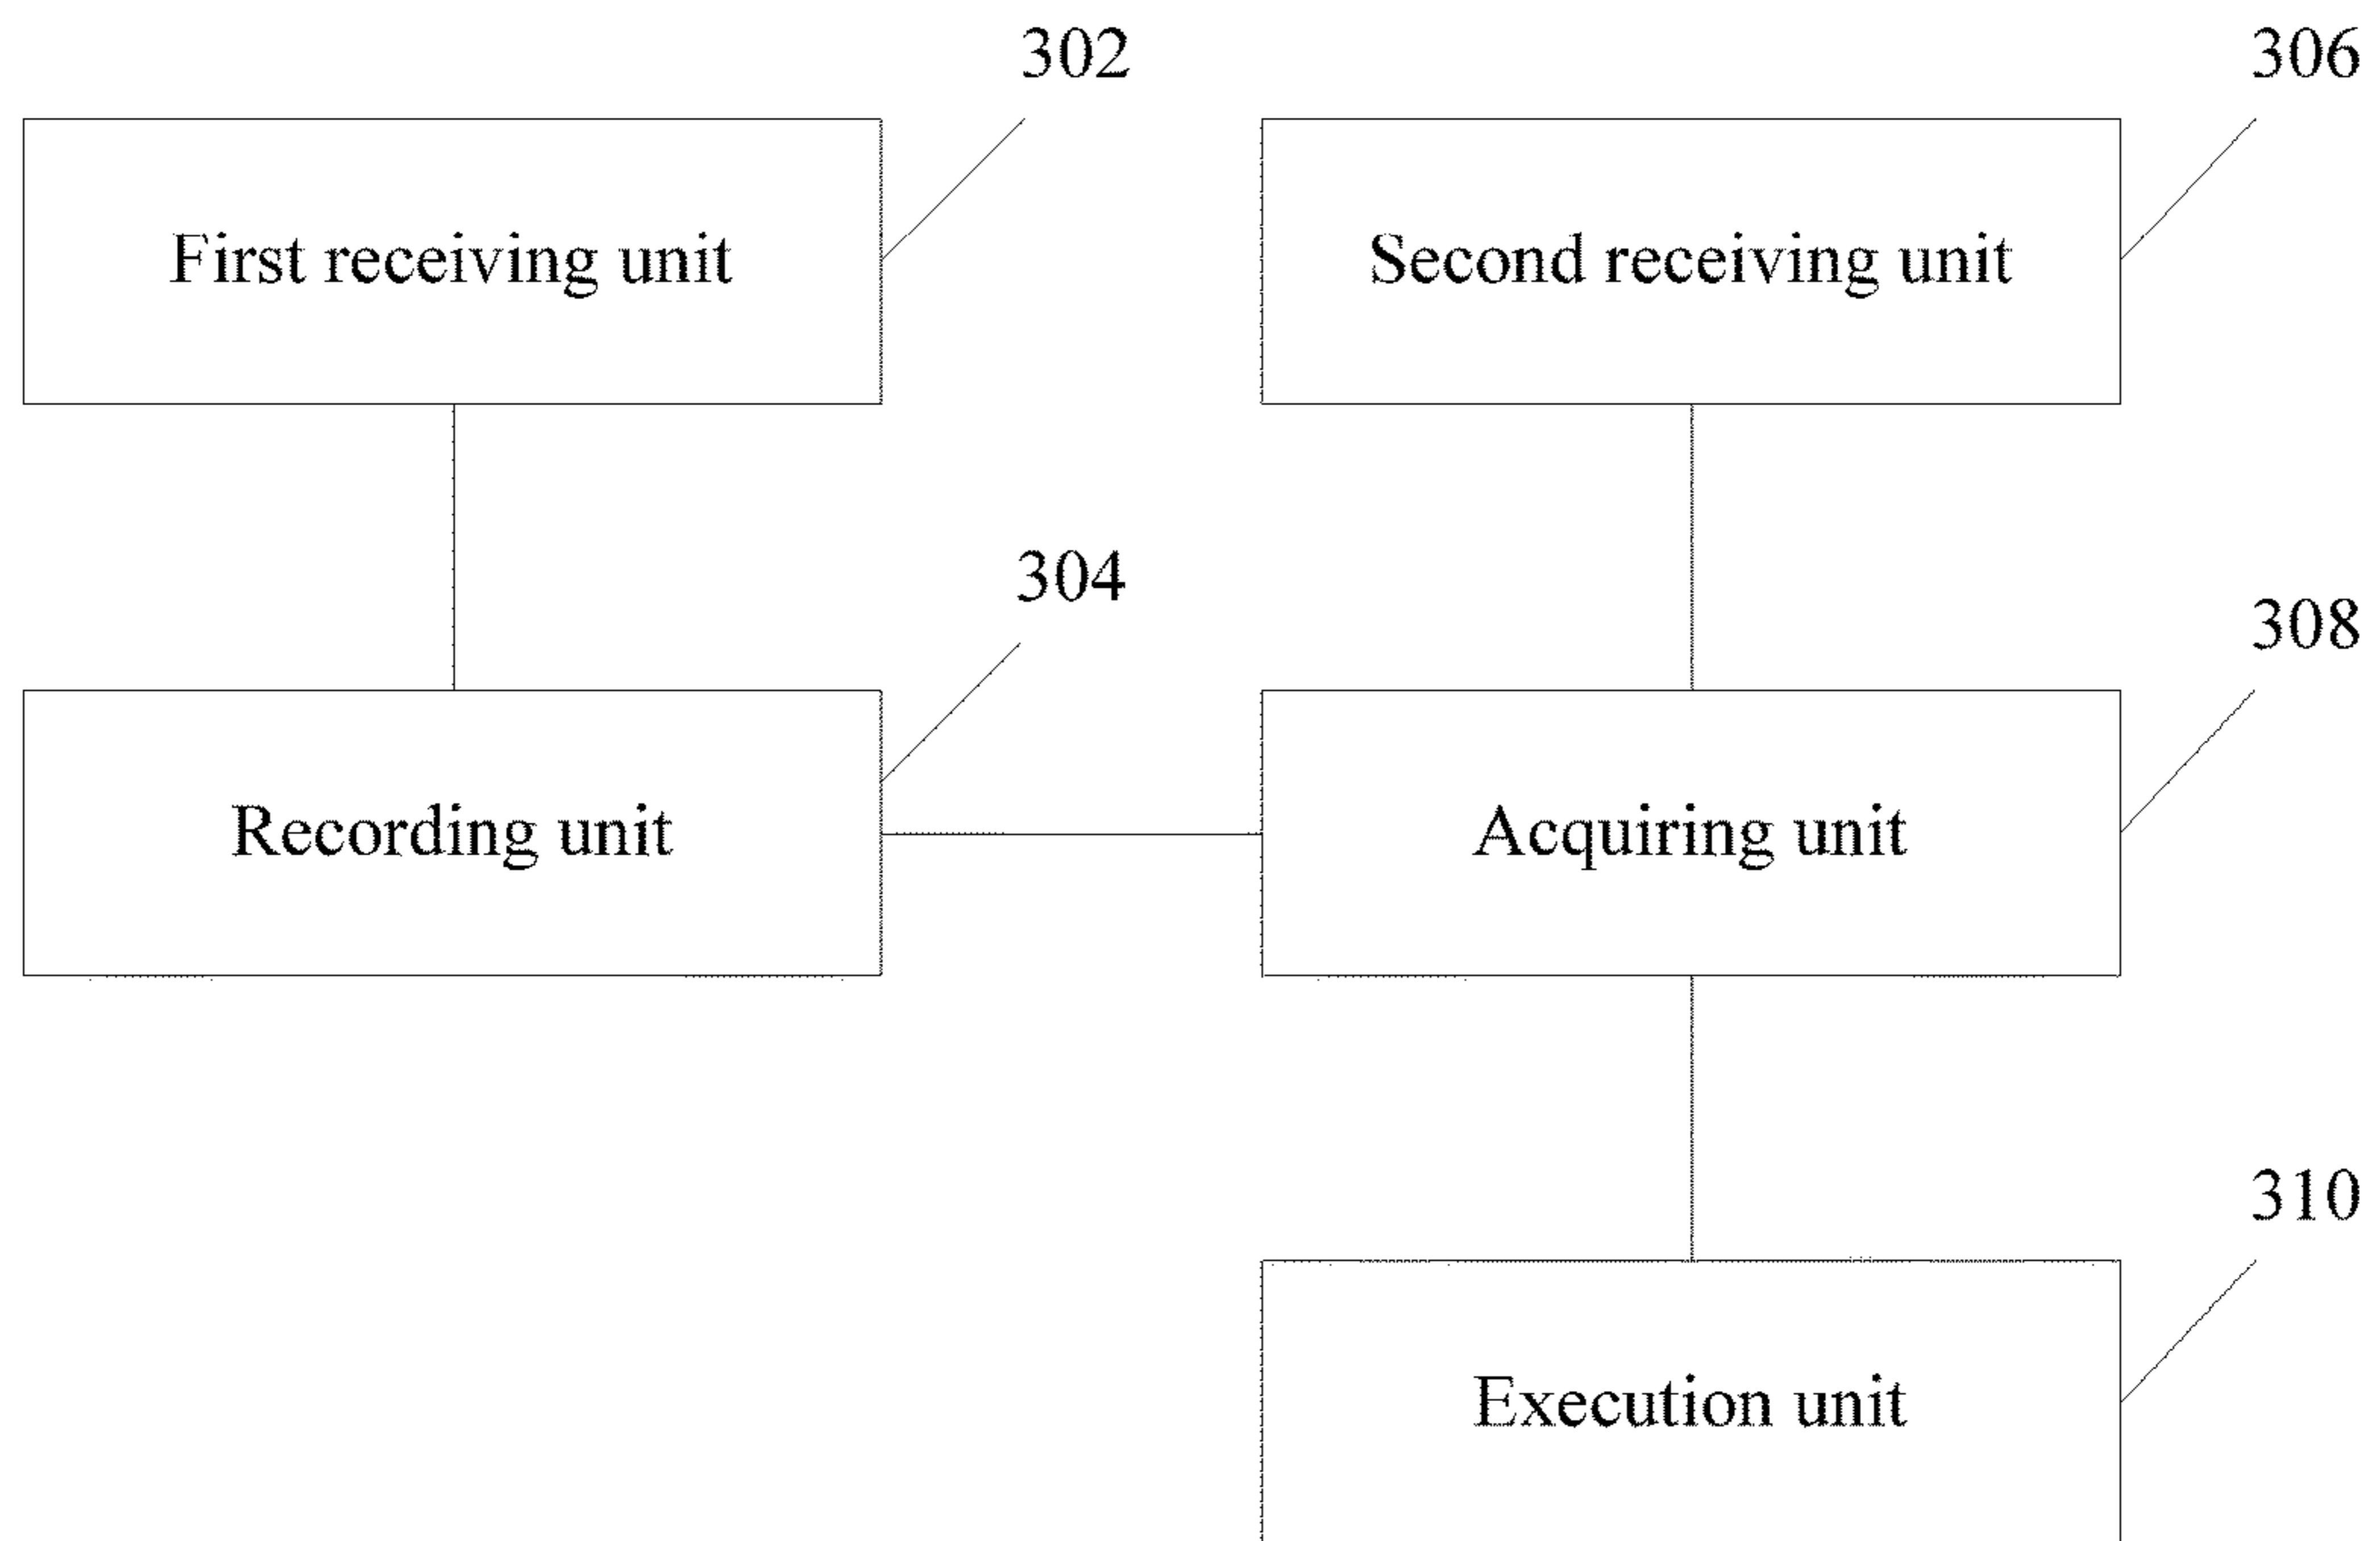 302
306
First receiving unit
Second receiving unit
304
308
Recording unit
Acquiring unit
310
Execution unit